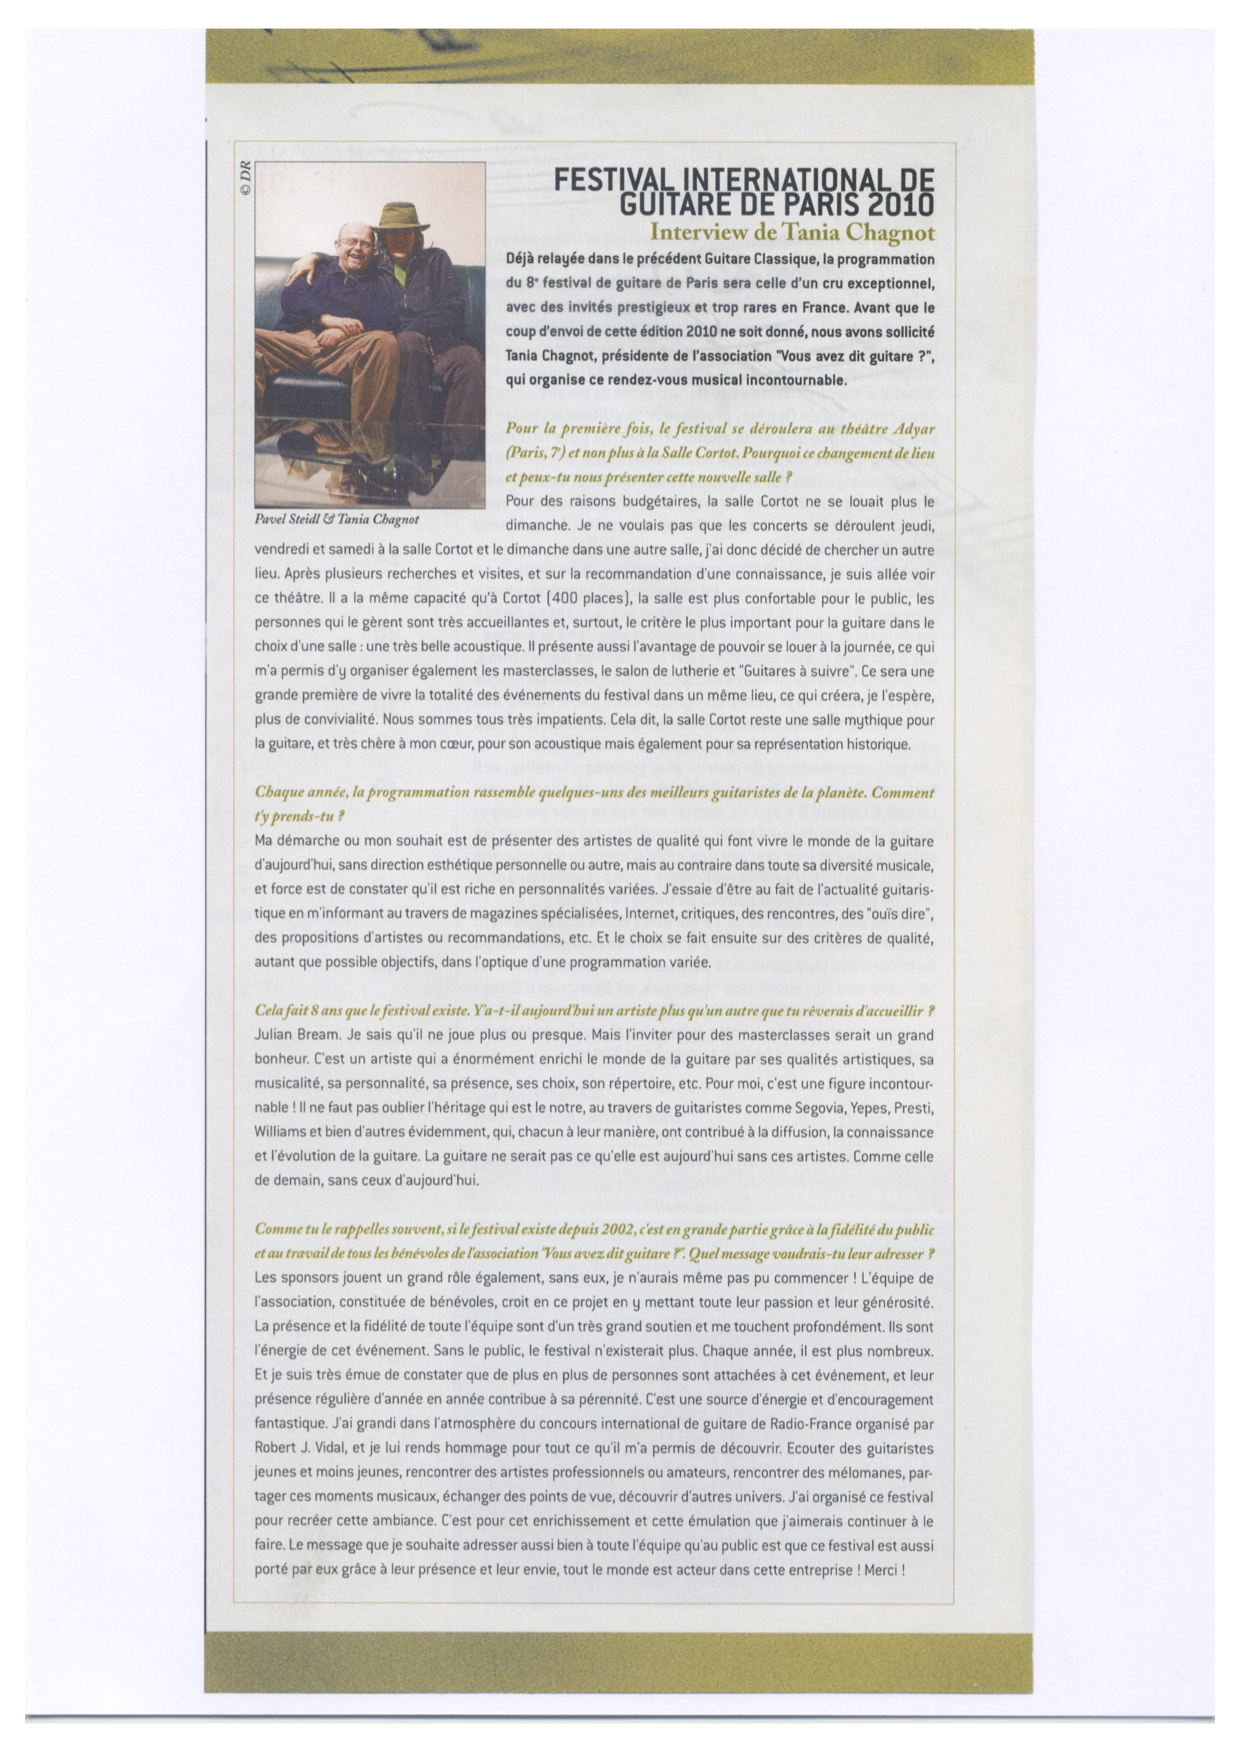 © DR
FESTIVAL INTERNATIONAL DE
GUITARE DE PARIS 2010
Interview de Tania Chagnot
Déjà relayée dans le précédent Guitare Classique, la programmation
du 8e festival de guitare de Paris sera celle d'un cru exceptionnel,
avec des invités prestigieux et trop rares en France. Avant que le
coup d'envoi de cette édition 2010 ne soit donné, nous avons sollicité
Tania Chagnot, présidente de l'association "Vous avez dit guitare ?",
qui organise ce rendez-vous musical incontournable.
Pour la première fois, le festival se déroulera au théâtre Adyar
(Paris, 7e) et non plus à la Salle Cortot. Pourquoi ce changement de lieu
et peux-tu nous présenter cette nouvelle salle ?
Pavel Steidl & Tania Chagnot
Pour des raisons budgétaires, la salle Cortot ne se louait plus le
dimanche. Je ne voulais pas que les concerts se déroulent jeudi,
vendredi et samedi à la salle Cortot et le dimanche dans une autre salle, j'ai donc décidé de chercher un autre
lieu. Après plusieurs recherches et visites, et sur la recommandation d'une connaissance, je suis allée voir
ce théâtre. Il a la même capacité qu'à Cortot (400 places), la salle est plus confortable pour le public, les
personnes qui le gèrent sont très accueillantes et, surtout, le critère le plus important pour la guitare dans le
choix d'une salle : une très belle acoustique. Il présente aussi l'avantage de pouvoir se louer à la journée, ce qui
m'a permis d'y organiser également les masterclasses, le salon de lutherie et "Guitares à suivre". Ce sera une
grande première de vivre la totalité des événements du festival dans un même lieu, ce qui créera, je l'espère,
plus de convivialité. Nous sommes tous très impatients. Cela dit, la salle Cortot reste une salle mythique pour
la guitare, et très chère à mon cœur, pour son acoustique mais également pour sa représentation historique.
Chaque année, la programmation rassemble quelques-uns des meilleurs guitaristes de la planète. Comment
t'y prends-tu ?
Ma démarche ou mon souhait est de présenter des artistes de qualité qui font vivre le monde de la guitare
d'aujourd'hui, sans direction esthétique personnelle ou autre, mais au contraire dans toute sa diversité musicale,
et force est de constater qu'il est riche en personnalités variées. J'essaie d'être au fait de l'actualité guitaris-
tique en m'informant au travers de magazines spécialisées, Internet, critiques, des rencontres, des "ouïs dire",
des propositions d'artistes ou recommandations, etc. Et le choix se fait ensuite sur des critères de qualité,
autant que possible objectifs, dans l'optique d'une programmation variée.
Cela fait 8 ans que le festival existe. Y'a-t-il aujourd'hui un artiste plus qu'un autre que tu rêverais d'accueillir ?
Julian Bream. Je sais qu'il ne joue plus ou presque. Mais l'inviter pour des masterclasses serait un grand
bonheur. C'est un artiste qui a énormément enrichi le monde de la guitare par ses qualités artistiques, sa
musicalité, sa personnalité, sa présence, ses choix, son répertoire, etc. Pour moi, c'est une figure incontour-
nable ! Il ne faut pas oublier l'héritage qui est le notre, au travers de guitaristes comme Segovia, Yepes, Presti,
Williams et bien d'autres évidemment, qui, chacun à leur manière, ont contribué à la diffusion, la connaissance
et l'évolution de la guitare. La guitare ne serait pas ce qu'elle est aujourd'hui sans ces artistes. Comme celle
de demain, sans ceux d'aujourd'hui.
Comme tu le rappelles souvent, si le festival existe depuis 2002, c'est en grande partie grâce à la fidélité du public
et au travail de tous les bénévoles de l'association "Vous avez dit guitare ?". Quel message voudrais-tu leur adresser ?
Les sponsors jouent un grand rôle également, sans eux, je n'aurais même pas pu commencer ! L'équipe de
l'association, constituée de bénévoles, croit en ce projet en y mettant toute leur passion et leur générosité.
La présence et la fidélité de toute l'équipe sont d'un très grand soutien et me touchent profondément. Ils sont
l'énergie de cet événement. Sans le public, le festival n'existerait plus. Chaque année, il est plus nombreux.
Et je suis très émue de constater que de plus en plus de personnes sont attachées à cet événement, et leur
présence régulière d'année en année contribue à sa pérennité. C'est une source d'énergie et d'encouragement
fantastique. J'ai grandi dans l'atmosphère du concours international de guitare de Radio-France organisé par
Robert J. Vidal, et je lui rends hommage pour tout ce qu'il m'a permis de découvrir. Ecouter des guitaristes
jeunes et moins jeunes, rencontrer des artistes professionnels ou amateurs, rencontrer des mélomanes, par-
tager ces moments musicaux, échanger des points de vue, découvrir d'autres univers. J'ai organisé ce festival
pour recréer cette ambiance. C'est pour cet enrichissement et cette émulation que j'aimerais continuer à le
faire. Le message que je souhaite adresser aussi bien à toute l'équipe qu'au public est que ce festival est aussi
porté par eux grâce à leur présence et leur envie, tout le monde est acteur dans cette entreprise ! Merci !